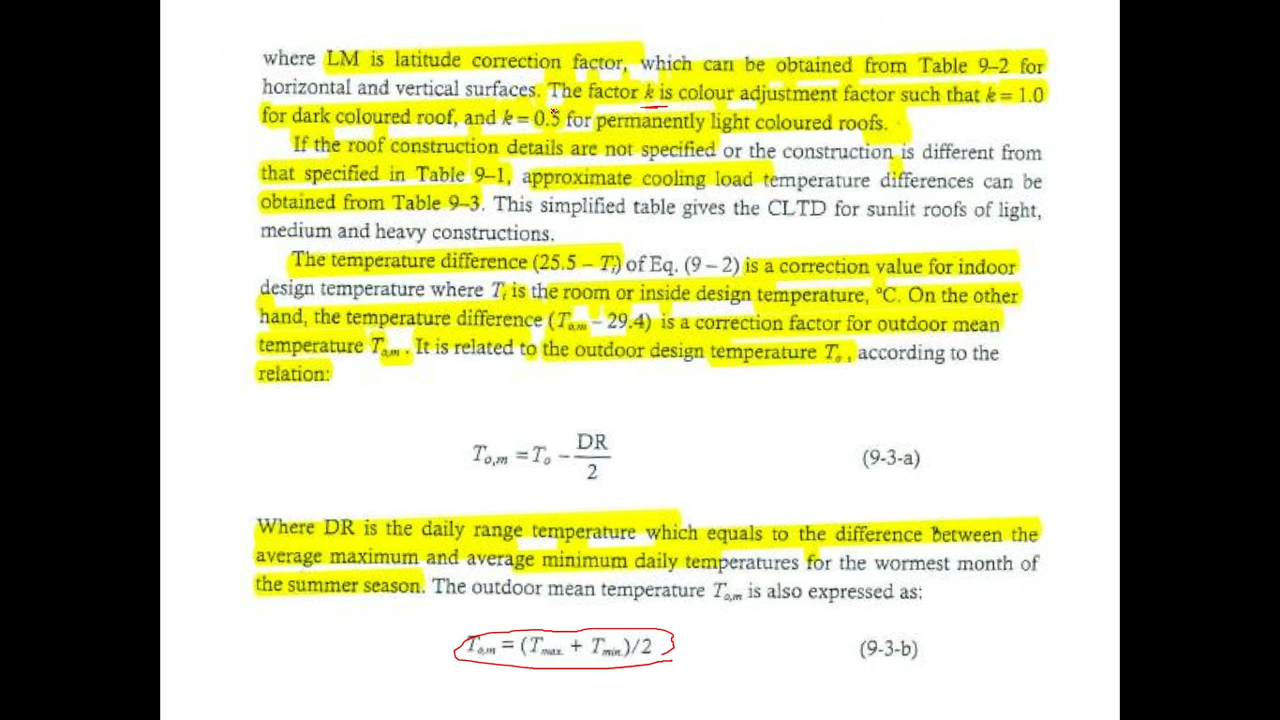 where LM is latitude correction factor, which can be obtained from Table 9–2 for
horizontal and vertical surfaces. The factor k is colour adjustment factor such that k = 1.0
for dark coloured roof, and k = 0.5 for permanently light coloured roofs.
If the roof construction details are not specified or the construction is different from
that specified in Table 9–1, approximate cooling load temperature differences can be
obtained from Table 9–3. This simplified table gives the CLTD for sunlit roofs of light,
medium and heavy constructions.
The temperature difference (25.5 – Tᵢ) of Eq. (9 – 2) is a correction value for indoor
design temperature where Tᵢ is the room or inside design temperature, °C. On the other
hand, the temperature difference (To,m – 29.4) is a correction factor for outdoor mean
temperature To,m. It is related to the outdoor design temperature To, according to the
relation:
To,m = To – DR/2 (9-3-a)
Where DR is the daily range temperature which equals to the difference between the
average maximum and average minimum daily temperatures for the wormest month of
the summer season. The outdoor mean temperature To,m is also expressed as:
To,m = (Tmax. + Tmin.)/2 (9-3-b)